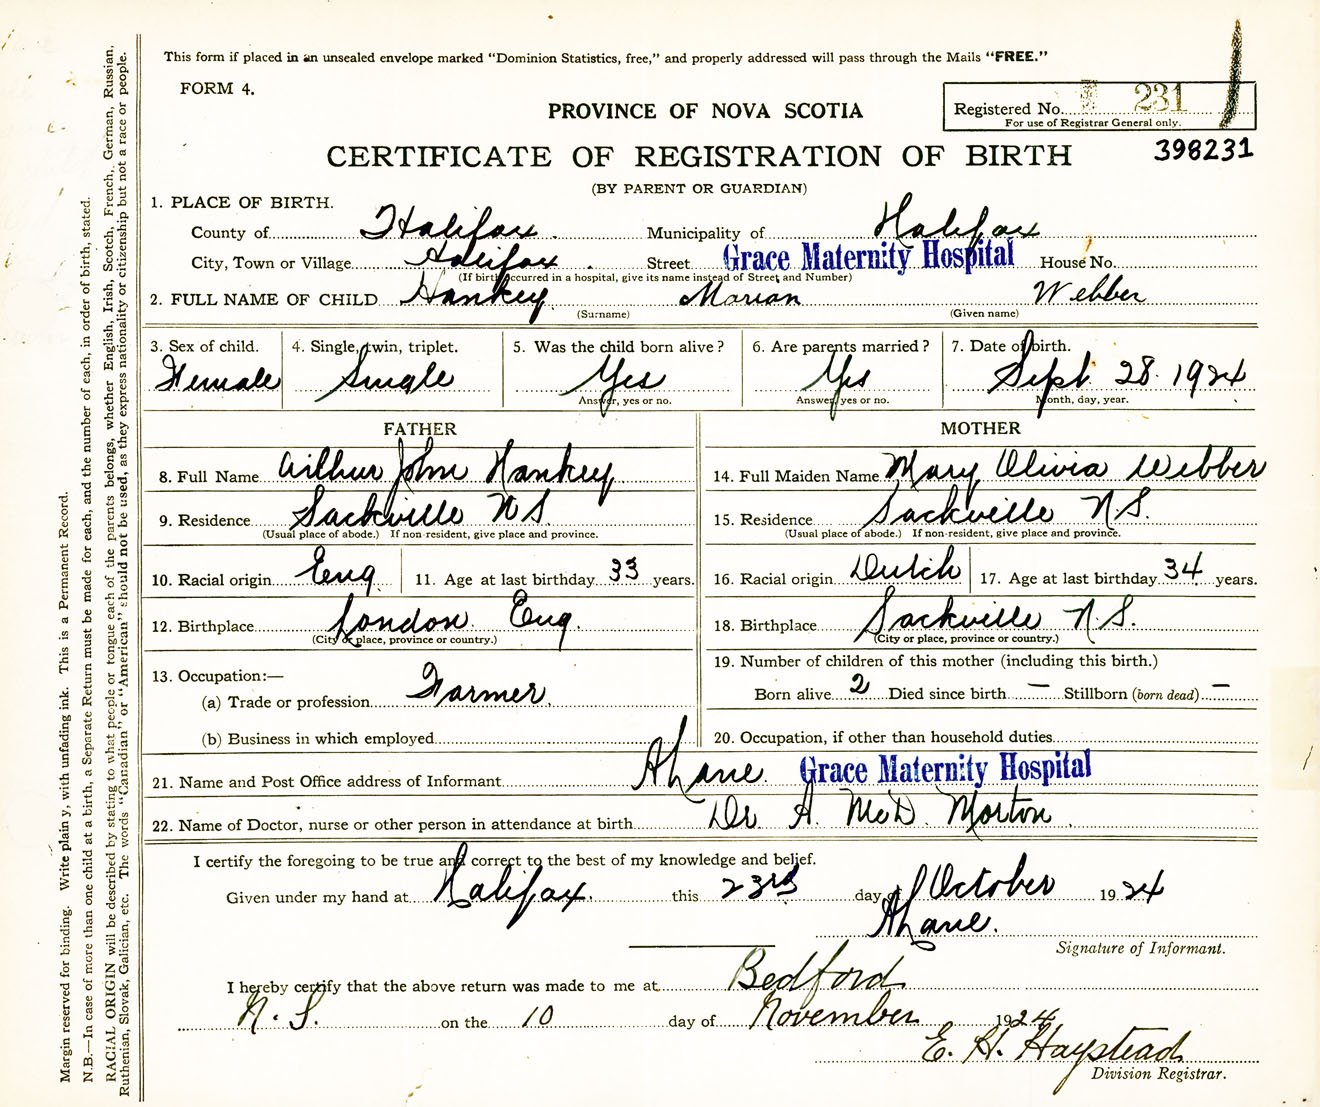 This form if placed in an unsealed envelope marked "Dominion Statistics, free," and properly addressed will pass through the Mails "FREE."
FORM 4.
PROVINCE OF NOVA SCOTIA
Registered No. 231
For use of Registrar General only.
CERTIFICATE OF REGISTRATION OF BIRTH
398231
(BY PARENT OR GUARDIAN)
1. PLACE OF BIRTH.
County of Halifax. Municipality of Halifax
City, Town or Village Halifax. Street Grace Maternity Hospital House No.
(If birth occurred in a hospital, give its name instead of Street and Number)
2. FULL NAME OF CHILD Hankey Marian Webber
(Surname) (Given name)
3. Sex of child. 4. Single, twin, triplet. 5. Was the child born alive? 6. Are parents married? 7. Date of birth.
Female Single Yes Yes Sept. 28. 1924
Answer, yes or no. Answer, yes or no. Month, day, year.
FATHER MOTHER
8. Full Name Arthur John Hankey 14. Full Maiden Name Mary Olivia Webber
9. Residence Sackville N S. 15. Residence Sackville N.S.
(Usual place of abode.) If non-resident, give place and province. (Usual place of abode.) If non-resident, give place and province.
10. Racial origin Eng 11. Age at last birthday 33 years. 16. Racial origin Dutch 17. Age at last birthday 34 years.
12. Birthplace London Eng. 18. Birthplace Sackville N.S.
(City or place, province or country.) (City or place, province or country.)
13. Occupation:— 19. Number of children of this mother (including this birth.)
(a) Trade or profession Farmer. Born alive 2 Died since birth — Stillborn (born dead) —
(b) Business in which employed 20. Occupation, if other than household duties.
21. Name and Post Office address of Informant A Lane. Grace Maternity Hospital
22. Name of Doctor, nurse or other person in attendance at birth Dr A. McD. Morton.
I certify the foregoing to be true and correct to the best of my knowledge and belief.
Given under my hand at Halifax. this 23rd day of October 1924
A Lane.
Signature of Informant.
I hereby certify that the above return was made to me at Bedford
N. S. on the 10 day of November 1924
E. H. Haystead
Division Registrar.
Margin reserved for binding. Write plainly, with unfading ink. This is a Permanent Record.
N.B.—In case of more than one child at a birth, a Separate Return must be made for each, and the number of each, in order of birth, stated.
RACIAL ORIGIN will be described by stating to what people or tongue each of the parents belongs, whether English, Irish, Scotch, French, German, Russian,
Ruthenian, Slovak, Galician, etc. The words "Canadian" or "American" should not be used, as they express nationality or citizenship but not a race or people.